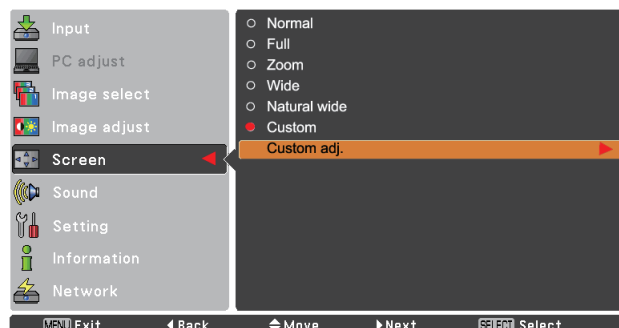 Input
PC adjust
Image select
Image adjust
Screen
Sound
Setting
Information
Network
Normal
Full
Zoom
Wide
Natural wide
Custom
Custom adj.
MENU Exit
Back
Move
Next
SELECT Select